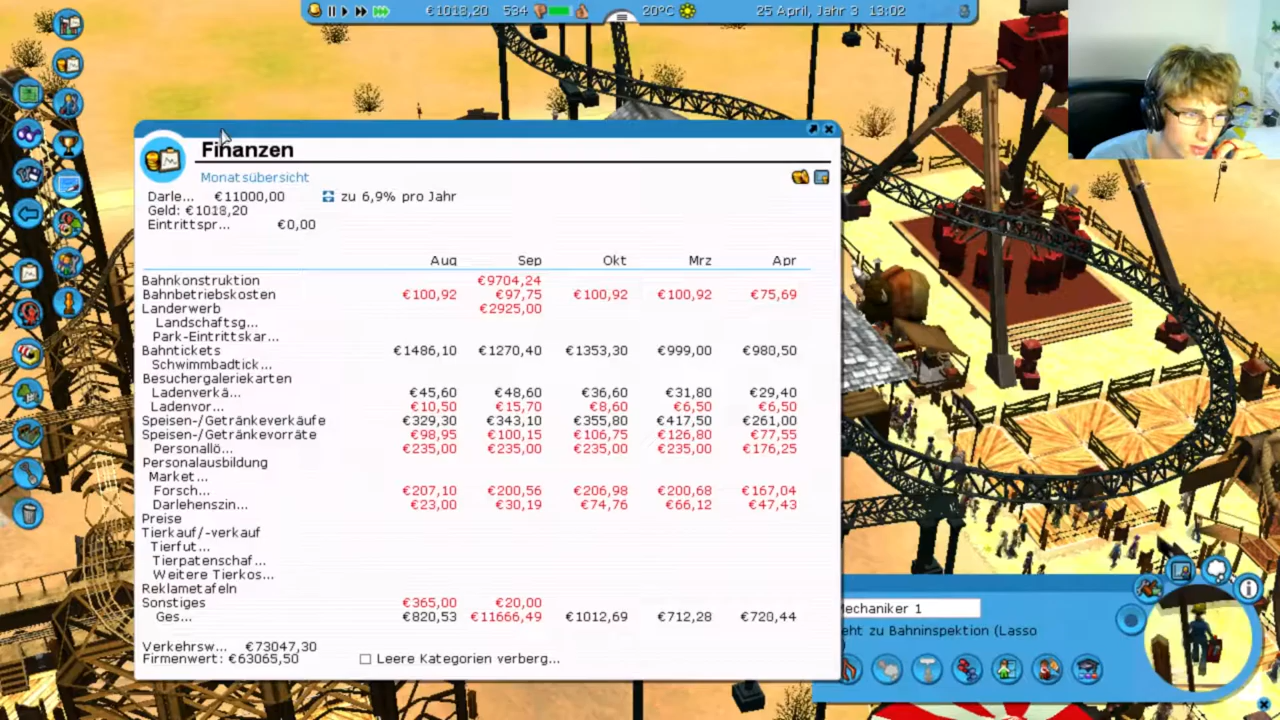 €1018,20 534 20°C 25 April, Jahr 3 13:02
Finanzen
Monatsübersicht
Darle... €11000,00 zu 6,9% pro Jahr
Geld: €1018,20
Eintrittspr... €0,00
Aug Sep Okt Mrz Apr
Bahnkonstruktion €9704,24
Bahnbetriebskosten €100,92 €97,75 €100,92 €100,92 €75,69
Landerwerb €2925,00
Landschaftsg...
Park-Eintrittskar...
Bahntickets €1486,10 €1270,40 €1353,30 €999,00 €980,50
Schwimmbadtick...
Besuchergaleriekarten
Ladenverkä... €45,60 €48,60 €36,60 €31,80 €29,40
Ladenvor... €10,50 €15,70 €8,60 €6,50 €6,50
Speisen-/Getränkeverkäufe €329,30 €343,10 €355,80 €417,50 €261,00
Speisen-/Getränkevorräte €98,95 €100,15 €106,75 €126,80 €77,55
Personallö... €235,00 €235,00 €235,00 €235,00 €176,25
Personalausbildung
Market...
Forsch... €207,10 €200,56 €206,98 €200,68 €167,04
Darlehenszin... €23,00 €30,19 €74,76 €66,12 €47,43
Preise
Tierkauf/-verkauf
Tierfut...
Tierpatenschaf...
Weitere Tierkos...
Reklametafeln
Sonstiges €365,00 €20,00
Ges... €820,53 €11666,49 €1012,69 €712,28 €720,44
Verkehrsw... €73047,30
Firmenwert: €63065,50 Leere Kategorien verberg...
Mechaniker 1
eht zu Bahninspektion (Lasso